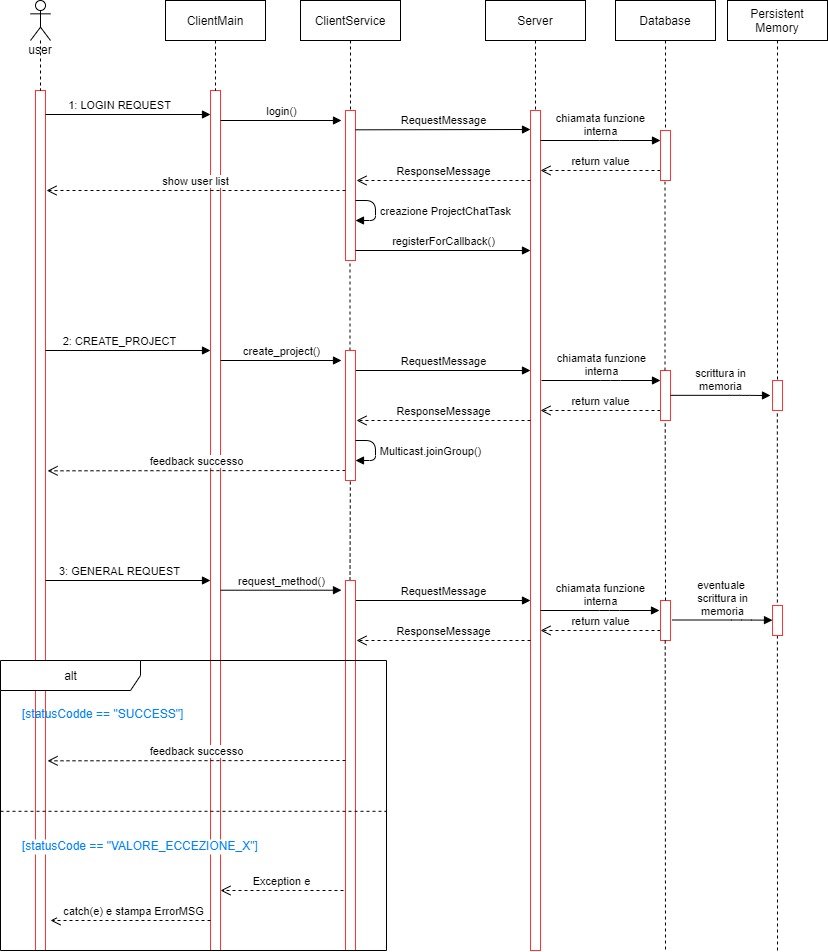 ClientMain
ClientService
Server
Database
Persistent
Memory
user
1: LOGIN REQUEST
login()
RequestMessage
chiamata funzione
interna
return value
ResponseMessage
show user list
creazione ProjectChatTask
registerForCallback()
2: CREATE_PROJECT
create_project()
RequestMessage
chiamata funzione
interna
scrittura in
memoria
return value
ResponseMessage
Multicast.joinGroup()
feedback successo
3: GENERAL REQUEST
request_method()
RequestMessage
chiamata funzione
interna
eventuale
scrittura in
memoria
return value
ResponseMessage
alt
[statusCodde == "SUCCESS"]
feedback successo
[statusCode == "VALORE_ECCEZIONE_X"]
Exception e
catch(e) e stampa ErrorMSG